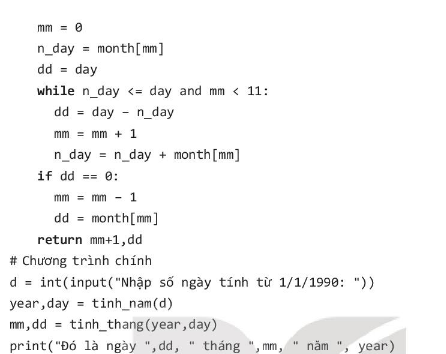 mm = 0
n_day = month[mm]
dd = day
while n_day <= day and mm < 11:
dd = day – n_day
mm = mm + 1
n_day = n_day + month[mm]
if dd == 0:
mm = mm – 1
dd = month[mm]
return mm+1,dd
# Chương trình chính
d = int(input("Nhập số ngày tính từ 1/1/1990: "))
year,day = tinh_nam(d)
mm,dd = tinh_thang(year,day)
print("Đó là ngày ",dd, " tháng ",mm, " năm ", year)